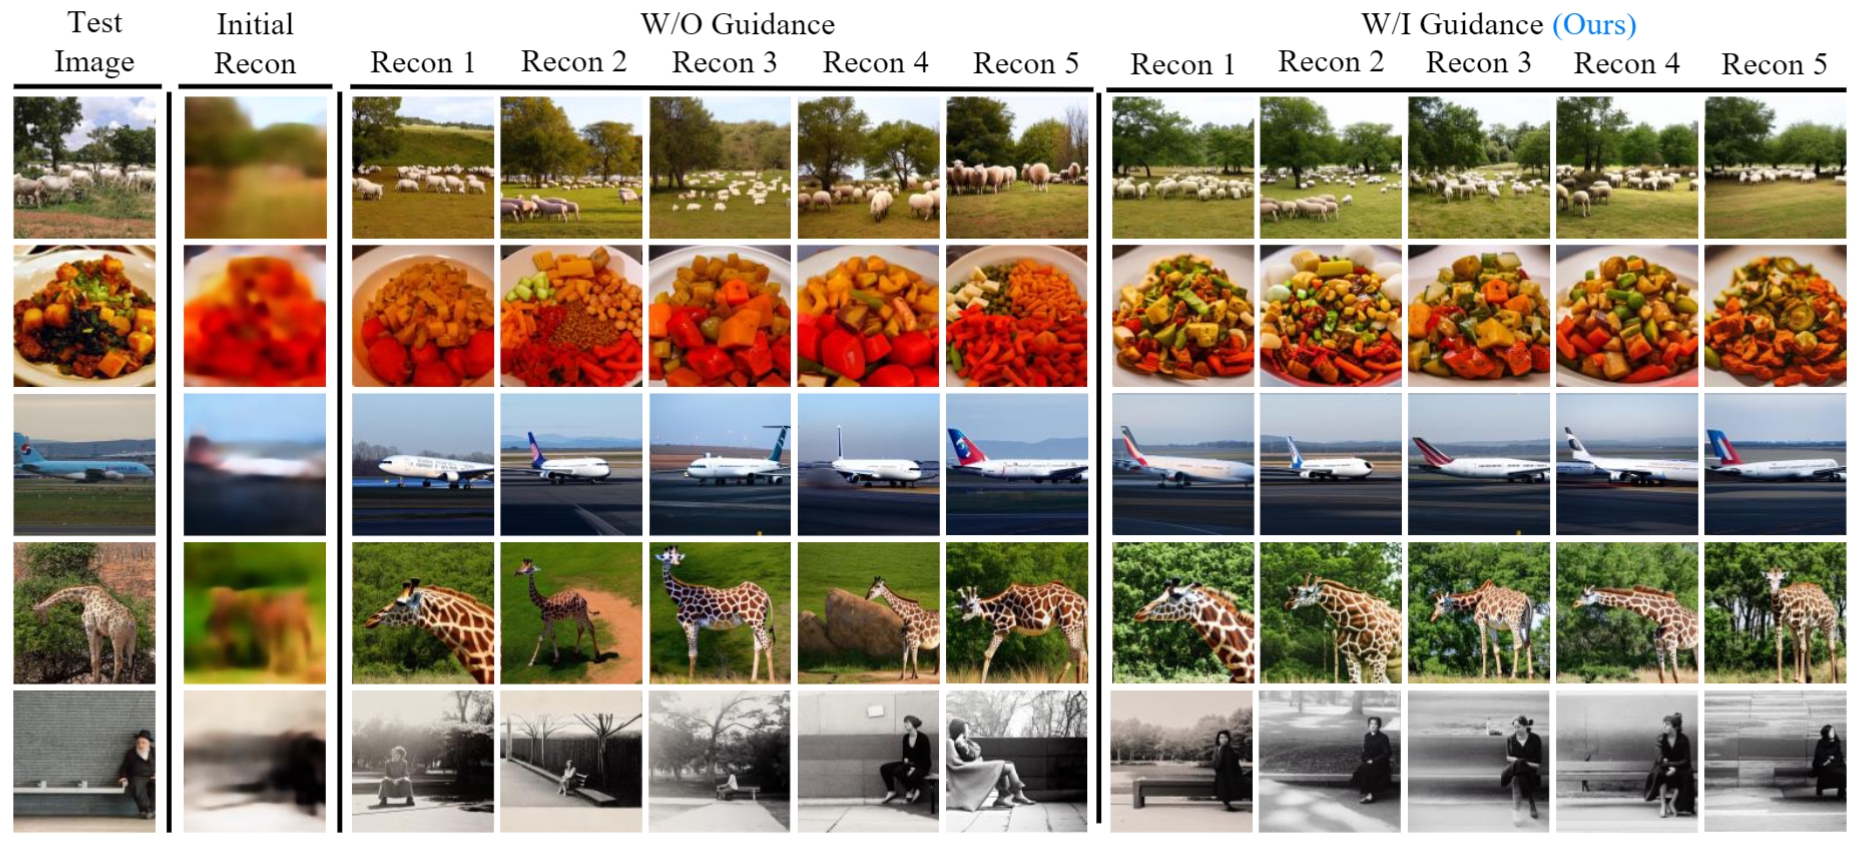 Test Image
Initial Recon
W/O Guidance
Recon 1 Recon 2 Recon 3 Recon 4 Recon 5
W/I Guidance (Ours)
Recon 1 Recon 2 Recon 3 Recon 4 Recon 5